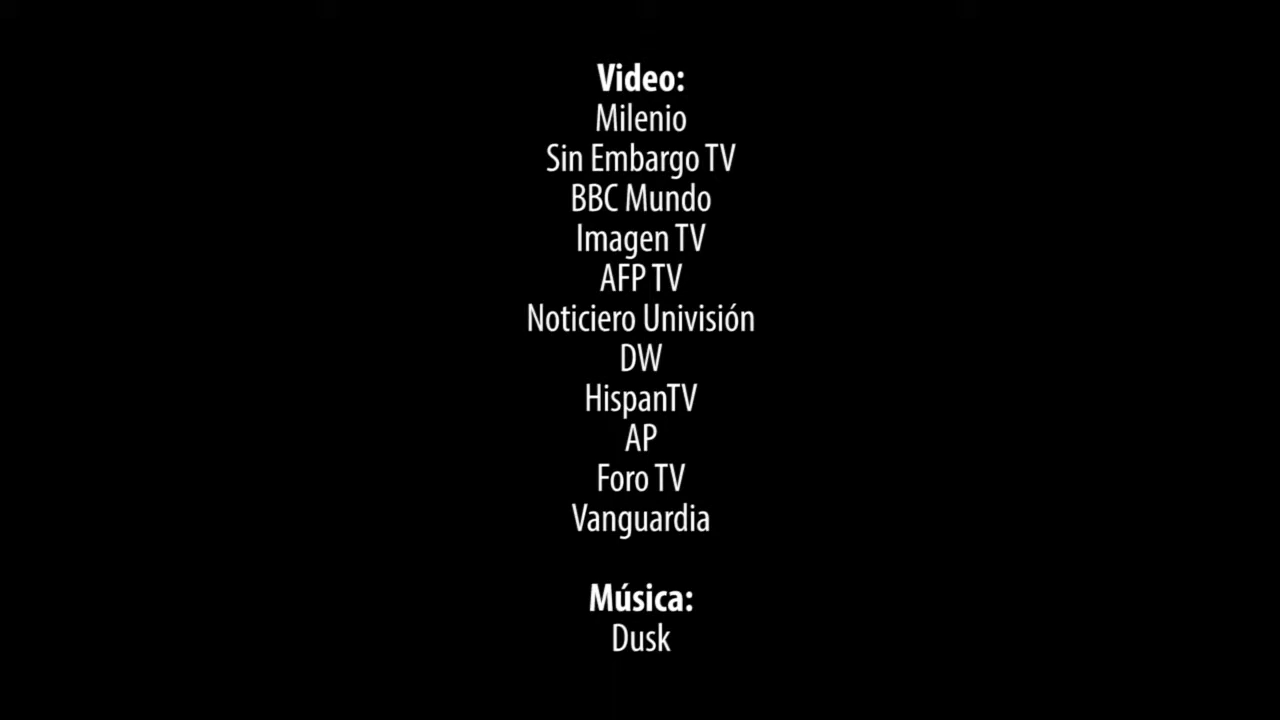 Video:
Milenio
Sin Embargo TV
BBC Mundo
Imagen TV
AFP TV
Noticiero Univisión
DW
HispanTV
AP
Foro TV
Vanguardia
Música:
Dusk